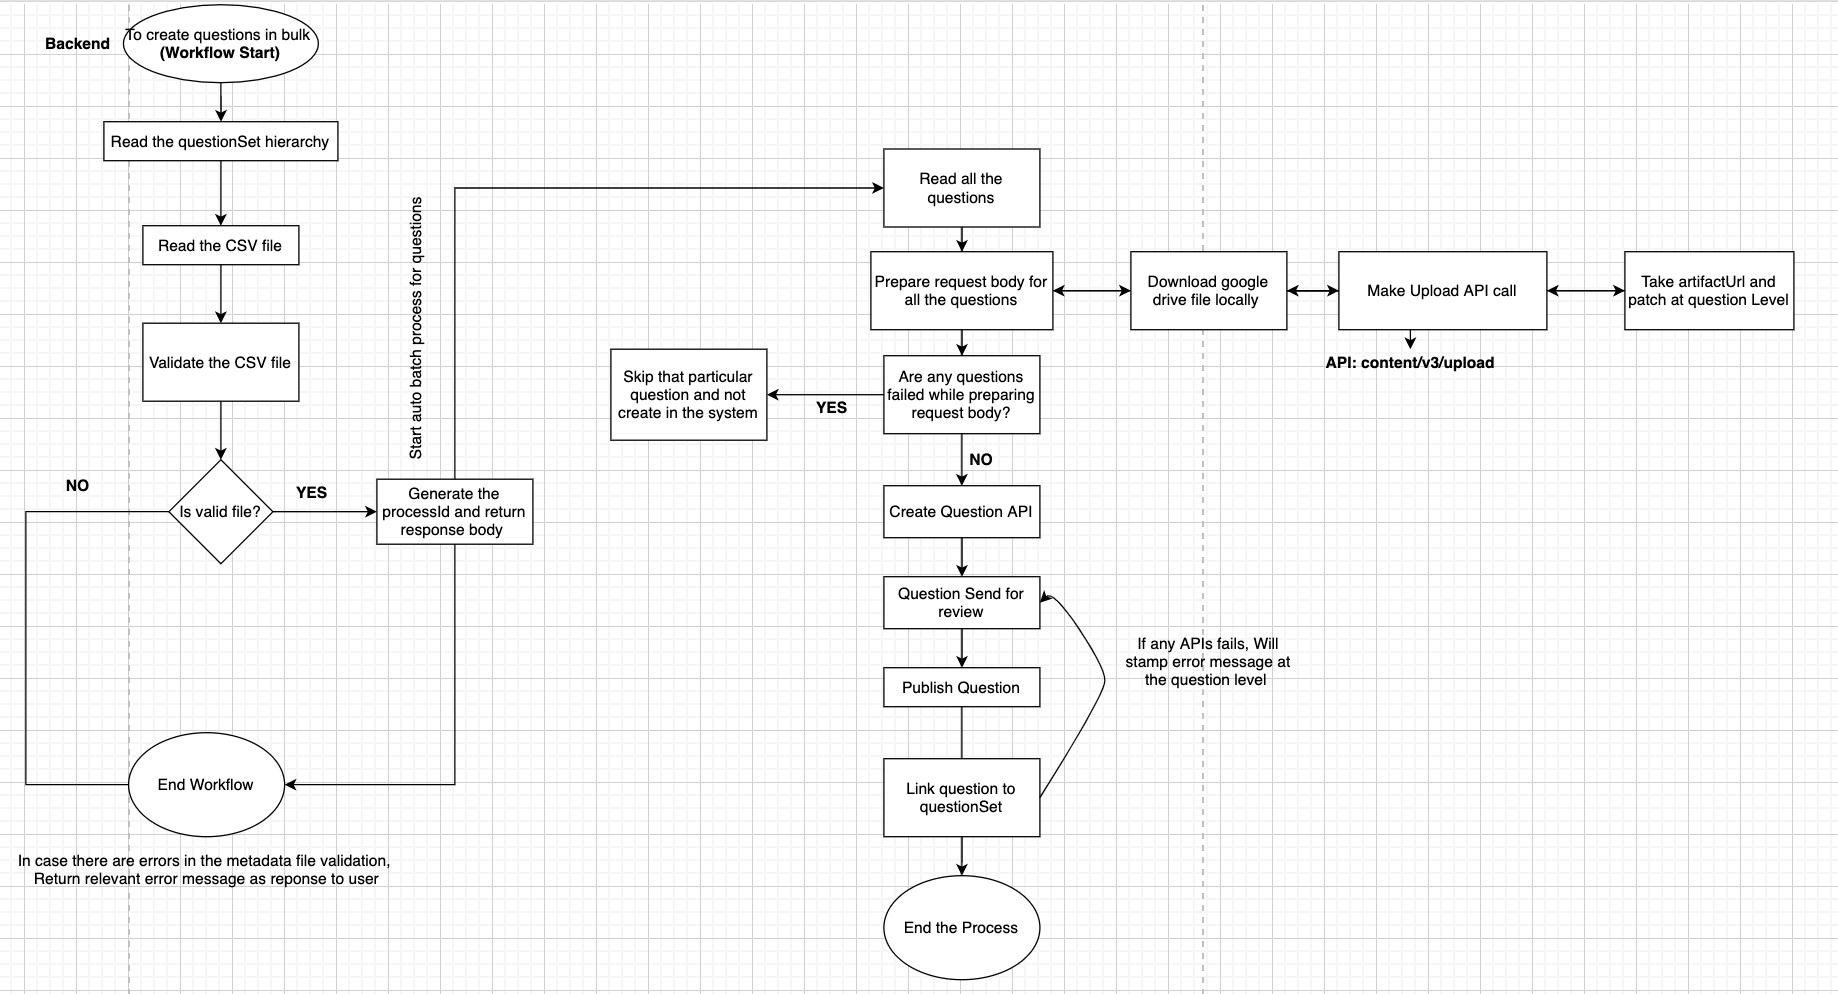 Backend
To create questions in bulk
(Workflow Start)
Read the questionSet hierarchy
Read the CSV file
Validate the CSV file
Is valid file?
NO
YES
Generate the
processId and return
response body
End Workflow
In case there are errors in the metadata file validation,
Return relevant error message as reponse to user
Start auto batch process for questions
Read all the
questions
Prepare request body for
all the questions
Download google
drive file locally
Make Upload API call
Take artifactUrl and
patch at question Level
API: content/v3/upload
Are any questions
failed while preparing
request body?
YES
Skip that particular
question and not
create in the system
NO
Create Question API
Question Send for
review
Publish Question
If any APIs fails, Will
stamp error message at
the question level
Link question to
questionSet
End the Process